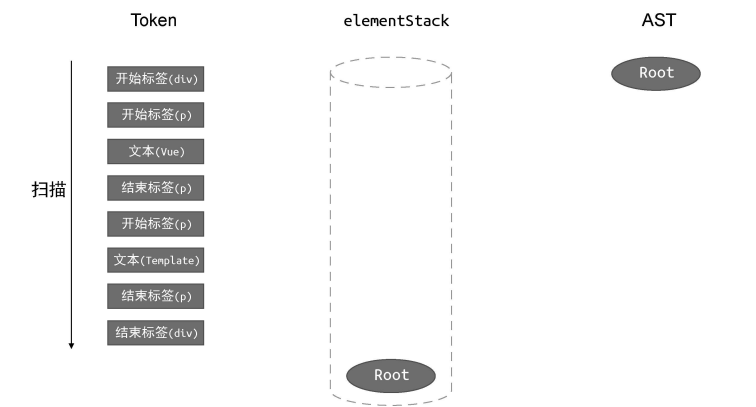 Token
elementStack
AST
扫描
开始标签(div)
开始标签(p)
文本(Vue)
结束标签(p)
开始标签(p)
文本(Template)
结束标签(p)
结束标签(div)
Root
Root